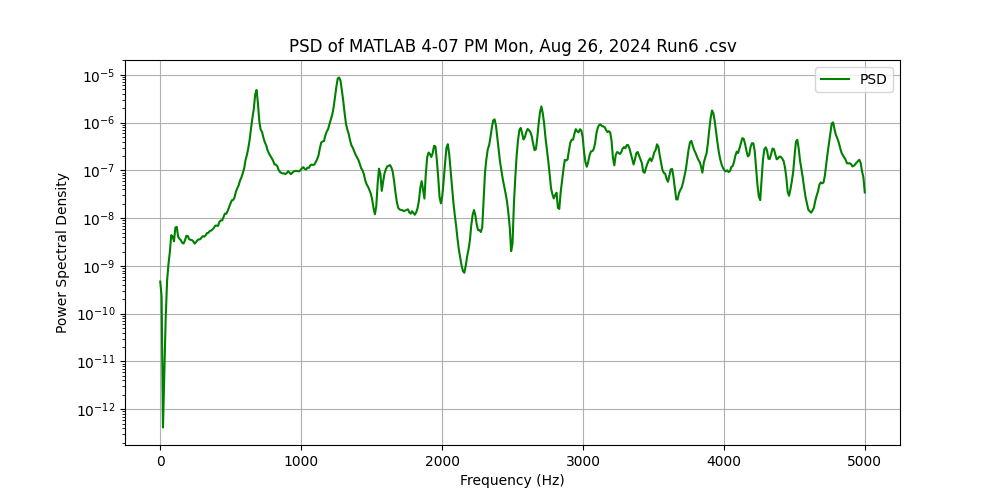 PSD of MATLAB 4-07 PM Mon, Aug 26, 2024 Run6 .csv
PSD
Power Spectral Density
10⁻⁵
10⁻⁶
10⁻⁷
10⁻⁸
10⁻⁹
10⁻¹⁰
10⁻¹¹
10⁻¹²
0 1000 2000 3000 4000 5000
Frequency (Hz)